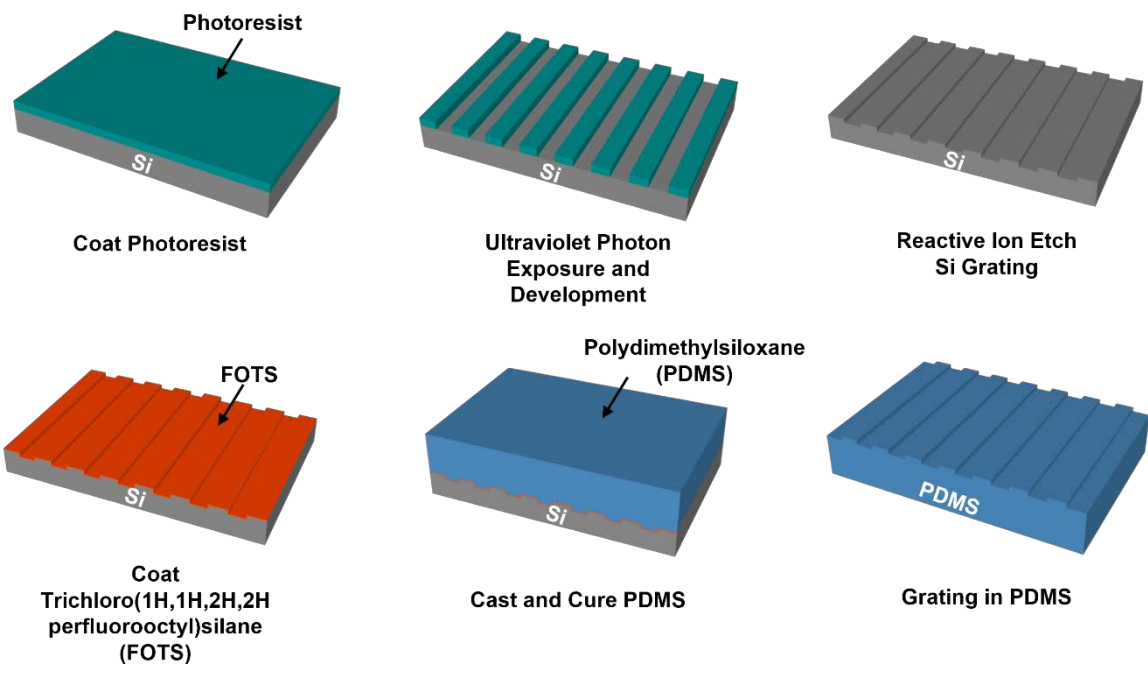 Photoresist
Si
Coat Photoresist
Si
Ultraviolet Photon
Exposure and
Development
Si
Reactive Ion Etch
Si Grating
FOTS
Si
Coat
Trichloro(1H,1H,2H,2H
perfluorooctyl)silane
(FOTS)
Polydimethylsiloxane
(PDMS)
Si
Cast and Cure PDMS
PDMS
Grating in PDMS